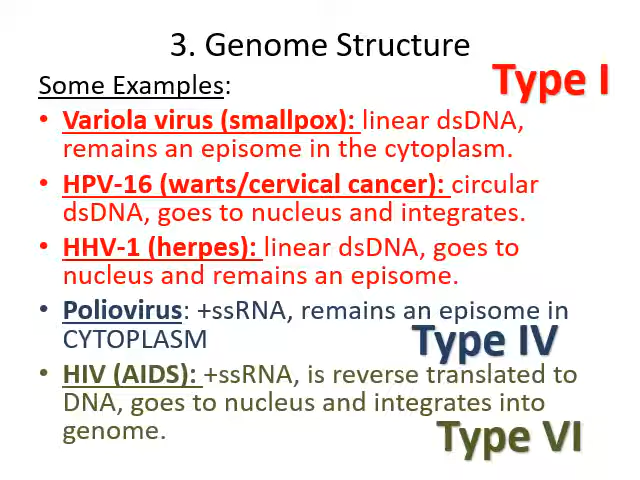 3. Genome Structure
Some Examples:
Type I
• Variola virus (smallpox): linear dsDNA,
remains an episome in the cytoplasm.
• HPV-16 (warts/cervical cancer): circular
dsDNA, goes to nucleus and integrates.
• HHV-1 (herpes): linear dsDNA, goes to
nucleus and remains an episome.
• Poliovirus: +ssRNA, remains an episome in
CYTOPLASM
Type IV
• HIV (AIDS): +ssRNA, is reverse translated to
DNA, goes to nucleus and integrates into
genome.
Type VI